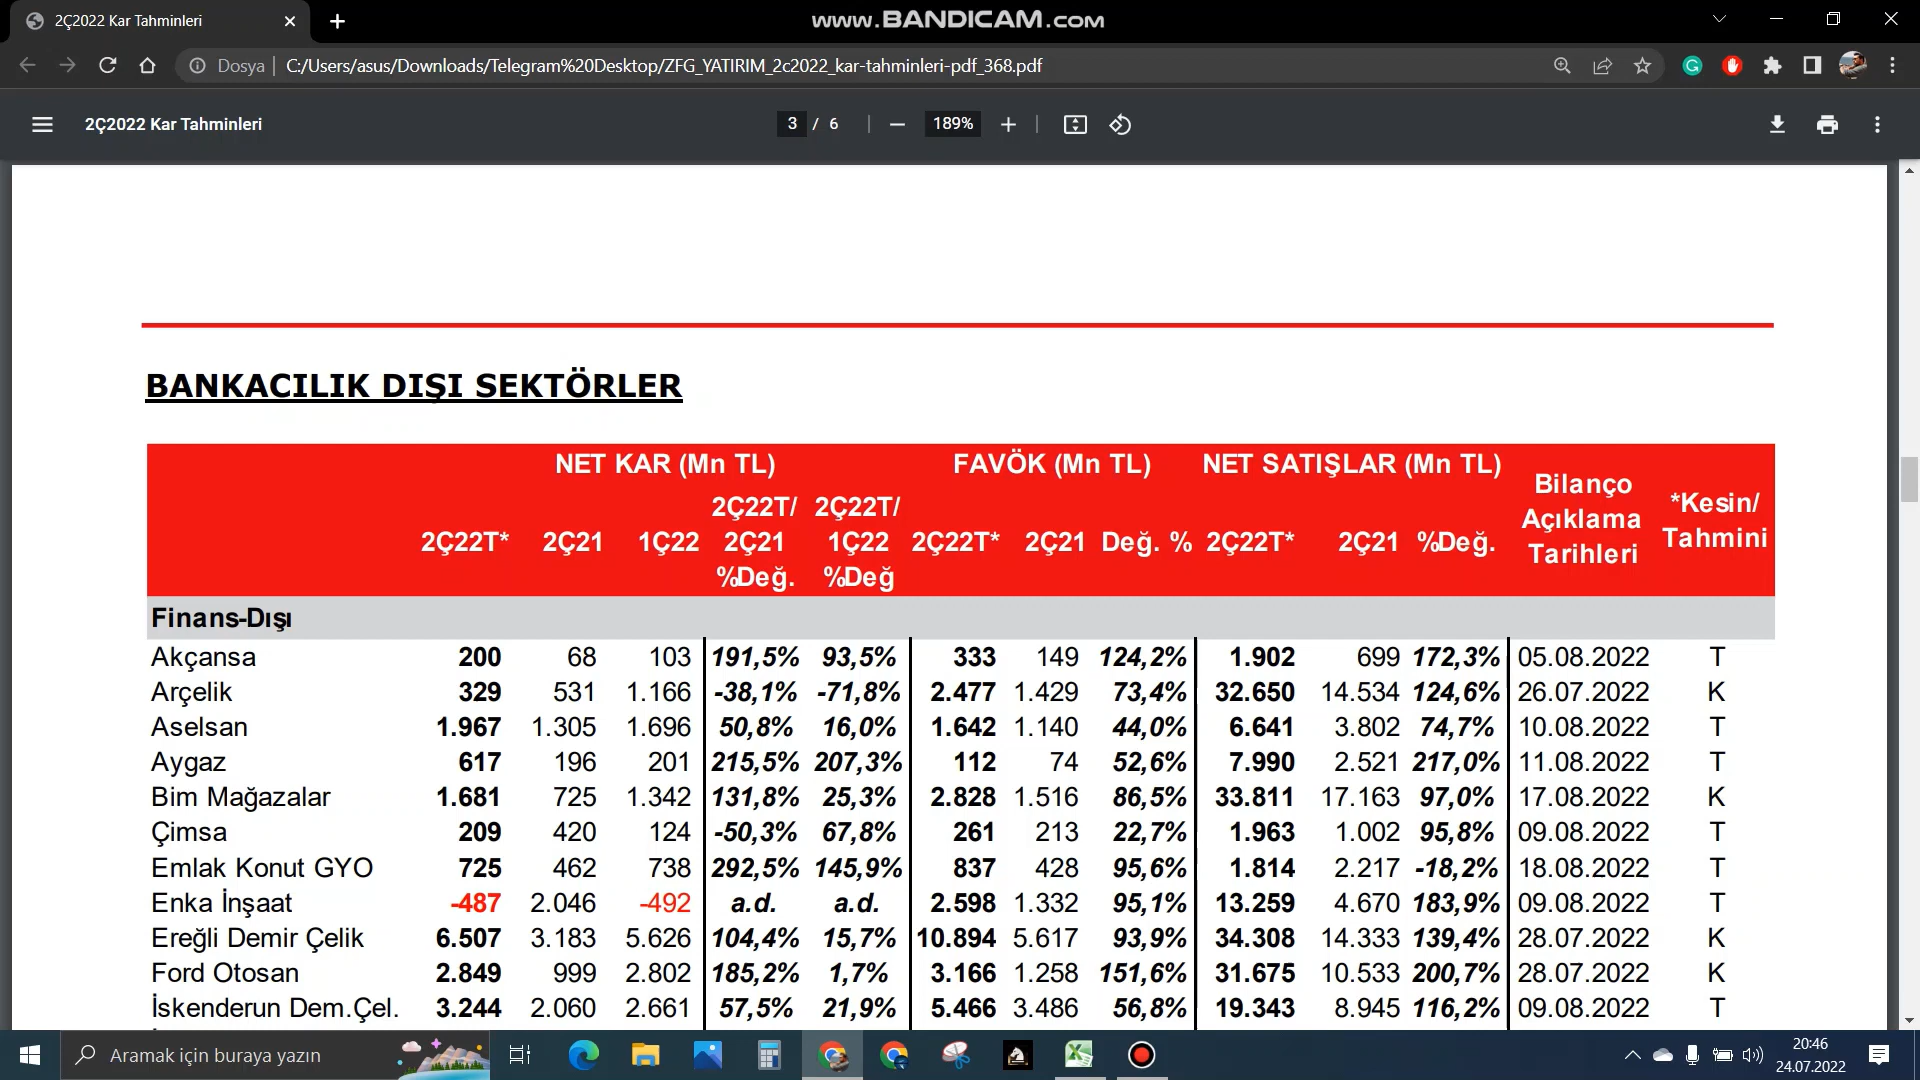 2Ç2022 Kar Tahminleri
www.BANDICAM.com
Dosya | C:/Users/asus/Downloads/Telegram%20Desktop/ZFG_YATIRIM_2c2022_kar-tahminleri-pdf_368.pdf
2Ç2022 Kar Tahminleri 3 / 6 189%
BANKACILIK DIŞI SEKTÖRLER
NET KAR (Mn TL) FAVÖK (Mn TL) NET SATIŞLAR (Mn TL) Bilanço Açıklama Tarihleri *Kesin/ Tahmini
2Ç22T* 2Ç21 1Ç22 2Ç22T/ 2Ç21 %Değ. 2Ç22T/ 1Ç22 %Değ 2Ç22T* 2Ç21 Değ. % 2Ç22T* 2Ç21 %Değ.
Finans-Dışı
Akçansa 200 68 103 191,5% 93,5% 333 149 124,2% 1.902 699 172,3% 05.08.2022 T
Arçelik 329 531 1.166 -38,1% -71,8% 2.477 1.429 73,4% 32.650 14.534 124,6% 26.07.2022 K
Aselsan 1.967 1.305 1.696 50,8% 16,0% 1.642 1.140 44,0% 6.641 3.802 74,7% 10.08.2022 T
Aygaz 617 196 201 215,5% 207,3% 112 74 52,6% 7.990 2.521 217,0% 11.08.2022 T
Bim Mağazalar 1.681 725 1.342 131,8% 25,3% 2.828 1.516 86,5% 33.811 17.163 97,0% 17.08.2022 K
Çimsa 209 420 124 -50,3% 67,8% 261 213 22,7% 1.963 1.002 95,8% 09.08.2022 T
Emlak Konut GYO 725 462 738 292,5% 145,9% 837 428 95,6% 1.814 2.217 -18,2% 18.08.2022 T
Enka İnşaat -487 2.046 -492 a.d. a.d. 2.598 1.332 95,1% 13.259 4.670 183,9% 09.08.2022 T
Ereğli Demir Çelik 6.507 3.183 5.626 104,4% 15,7% 10.894 5.617 93,9% 34.308 14.333 139,4% 28.07.2022 K
Ford Otosan 2.849 999 2.802 185,2% 1,7% 3.166 1.258 151,6% 31.675 10.533 200,7% 28.07.2022 K
İskenderun Dem.Çel. 3.244 2.060 2.661 57,5% 21,9% 5.466 3.486 56,8% 19.343 8.945 116,2% 09.08.2022 T
Aramak için buraya yazın
20:46
24.07.2022